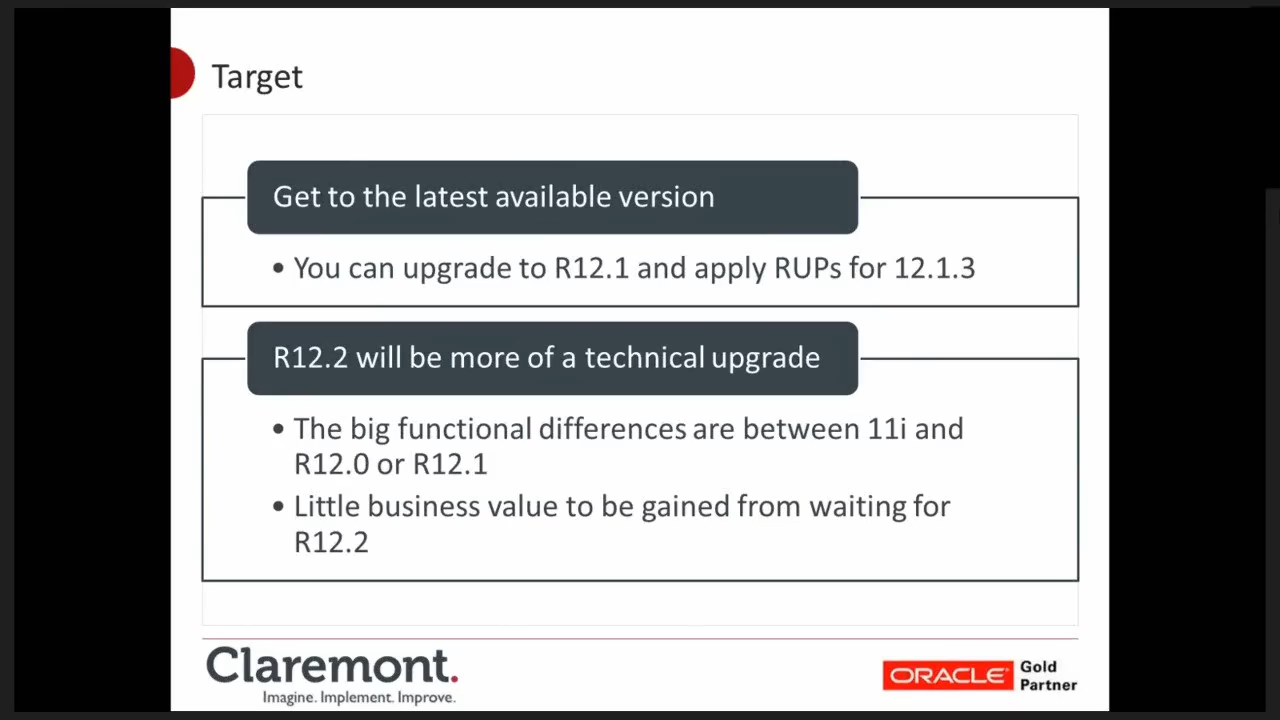 Target
Get to the latest available version
• You can upgrade to R12.1 and apply RUPs for 12.1.3
R12.2 will be more of a technical upgrade
• The big functional differences are between 11i and
R12.0 or R12.1
• Little business value to be gained from waiting for
R12.2
Claremont.
Imagine. Implement. Improve.
ORACLE®
Gold
Partner